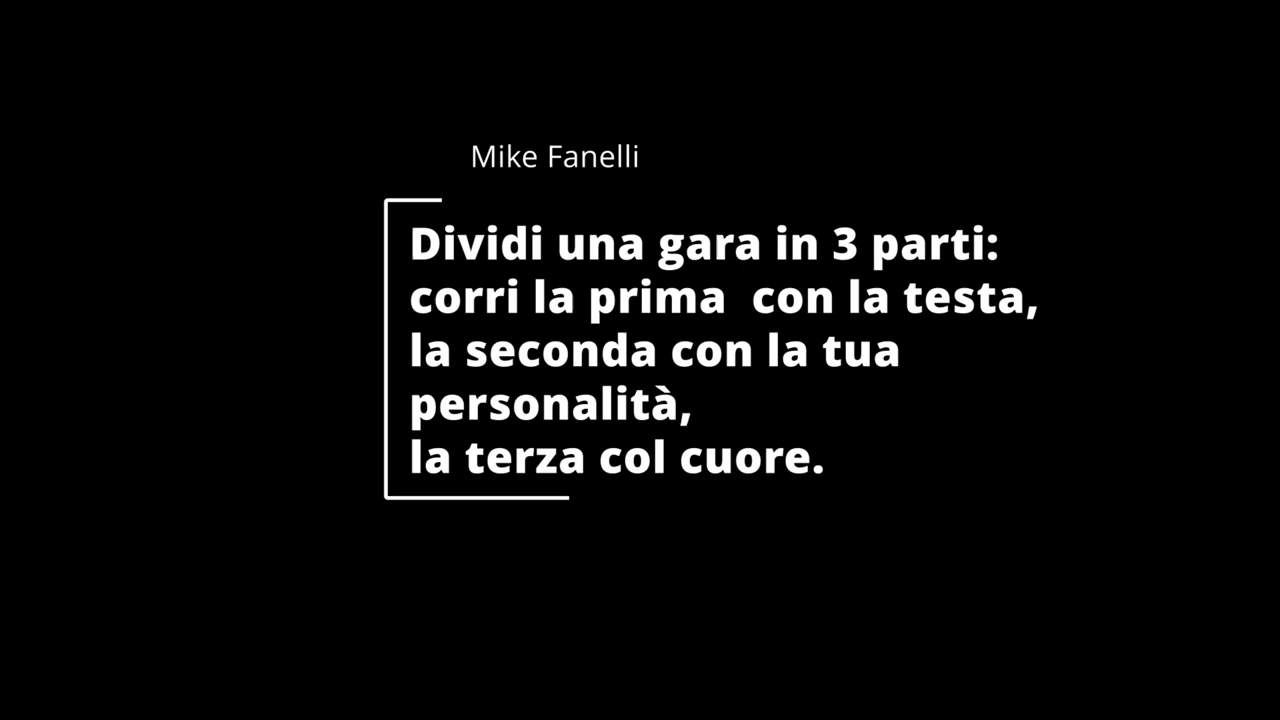 Mike Fanelli
Dividi una gara in 3 parti:
corri la prima  con la testa,
la seconda con la tua
personalità,
la terza col cuore.